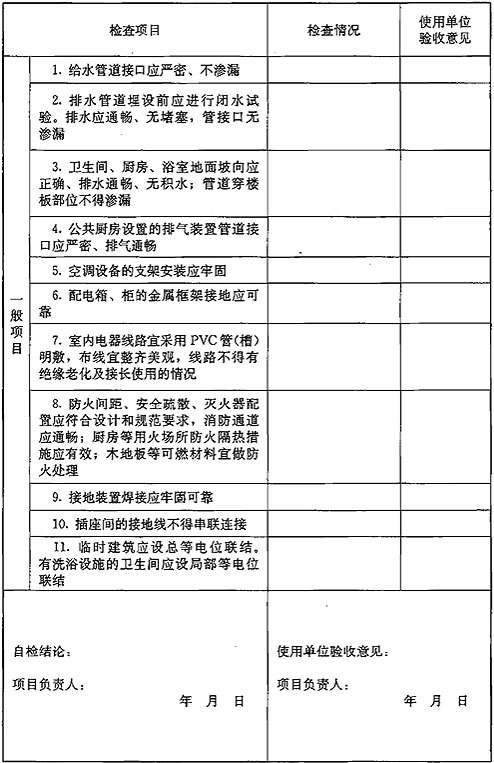 检查项目
检查情况
使用单位
验收意见
一般项目
1. 给水管道接口应严密、不渗漏
2. 排水管道埋设前应进行闭水试
验。排水应通畅、无堵塞，管接口无
渗漏
3. 卫生间、厨房、浴室地面坡向应
正确、排水通畅、无积水；管道穿楼
板部位不得渗漏
4. 公共厨房设置的排气装置管道接
口应严密、排气通畅
5. 空调设备的支架安装应牢固
6. 配电箱、柜的金属框架接地应可
靠
7. 室内电器线路宜采用 PVC 管(槽)
明敷，布线宜整齐美观，线路不得有
绝缘老化及接长使用的情况
8. 防火间距、安全疏散、灭火器配
置应符合设计和规范要求，消防通道
应通畅；厨房等用火场所防火隔热措
施应有效；木地板等可燃材料宜做防
火处理
9. 接地装置焊接应牢固可靠
10. 插座间的接地线不得串联连接
11. 临时建筑应设总等电位联结。
有洗浴设施的卫生间应设局部等电位
联结
自检结论：
项目负责人：
年 月 日
使用单位验收意见：
项目负责人：
年 月 日